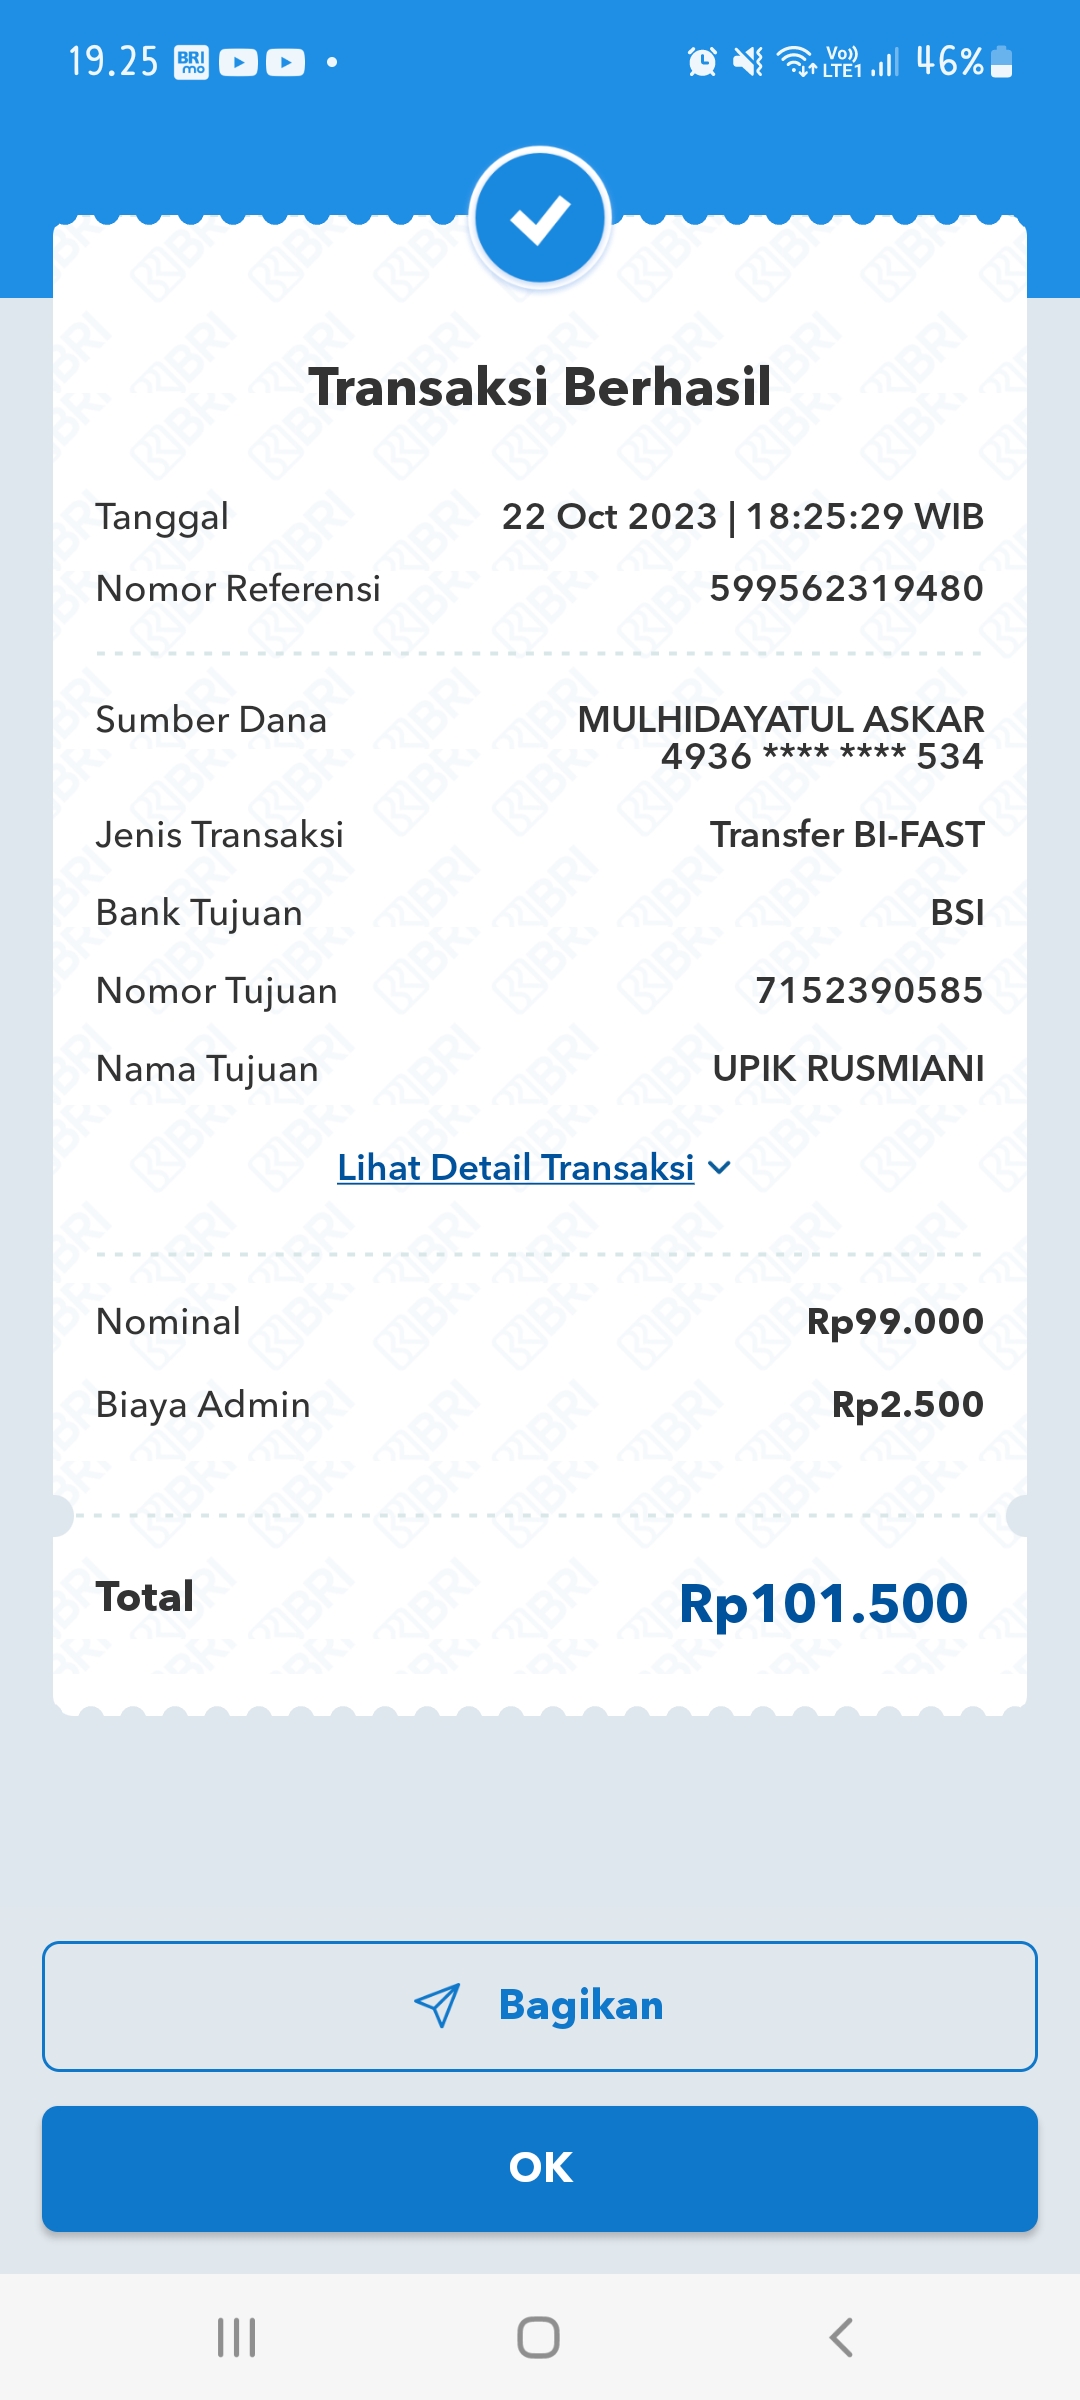 19.25 BRI mo Vo)) LTE1 46%
Transaksi Berhasil
Tanggal 22 Oct 2023 | 18:25:29 WIB
Nomor Referensi 599562319480
Sumber Dana MULHIDAYATUL ASKAR
4936 **** **** 534
Jenis Transaksi Transfer BI-FAST
Bank Tujuan BSI
Nomor Tujuan 7152390585
Nama Tujuan UPIK RUSMIANI
Lihat Detail Transaksi
Nominal Rp99.000
Biaya Admin Rp2.500
Total Rp101.500
Bagikan
OK